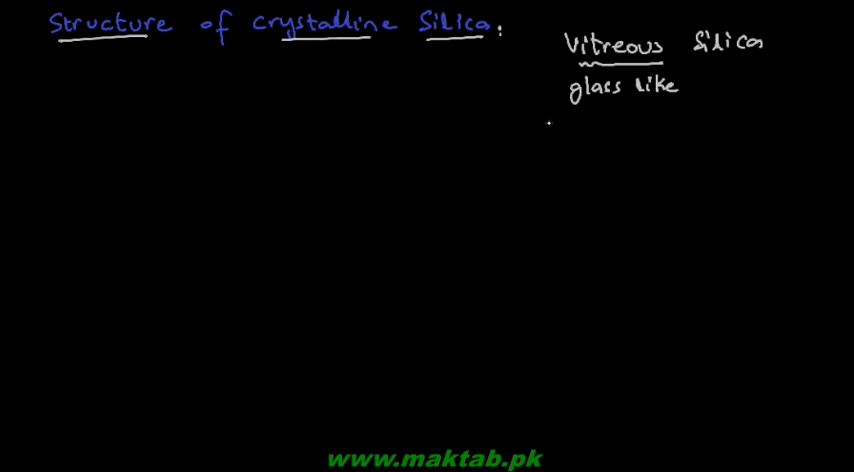 Structure of Crystalline Silica:
Vitreous Silica
glass like
www.maktab.pk